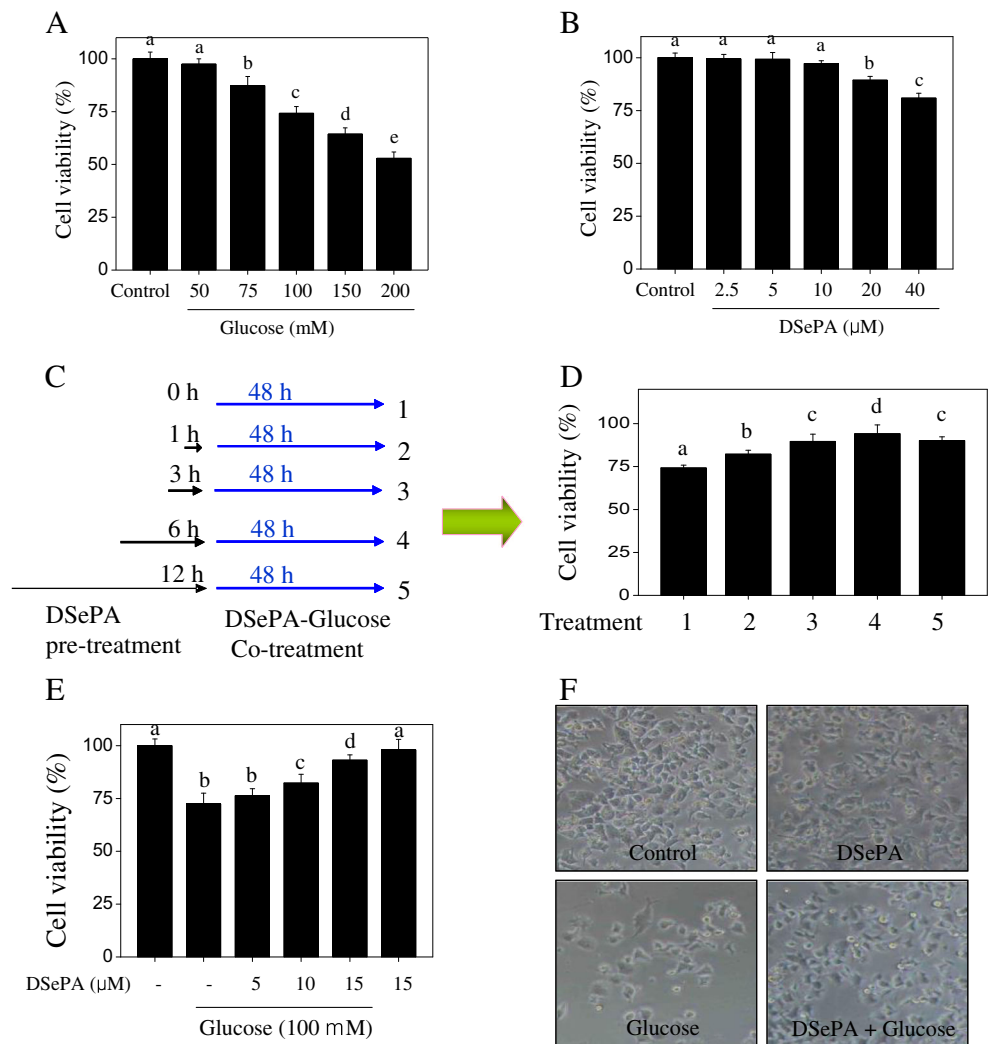 A
Cell viability (%)
100
75
50
25
0
a a b c d e
Control 50 75 100 150 200
Glucose (mM)
B
Cell viability (%)
100
75
50
25
0
a a a a b c
Control 2.5 5 10 20 40
DSePA (μM)
C
0 h 48 h 1
1 h 48 h 2
3 h 48 h 3
6 h 48 h 4
12 h 48 h 5
DSePA
pre-treatment
DSePA-Glucose
Co-treatment
D
Cell viability (%)
100
75
50
25
0
a b c d c
Treatment 1 2 3 4 5
E
Cell viability (%)
100
75
50
25
0
a b b c d a
DSePA (μM) - - 5 10 15 15
Glucose (100 mM)
F
Control
DSePA
Glucose
DSePA + Glucose